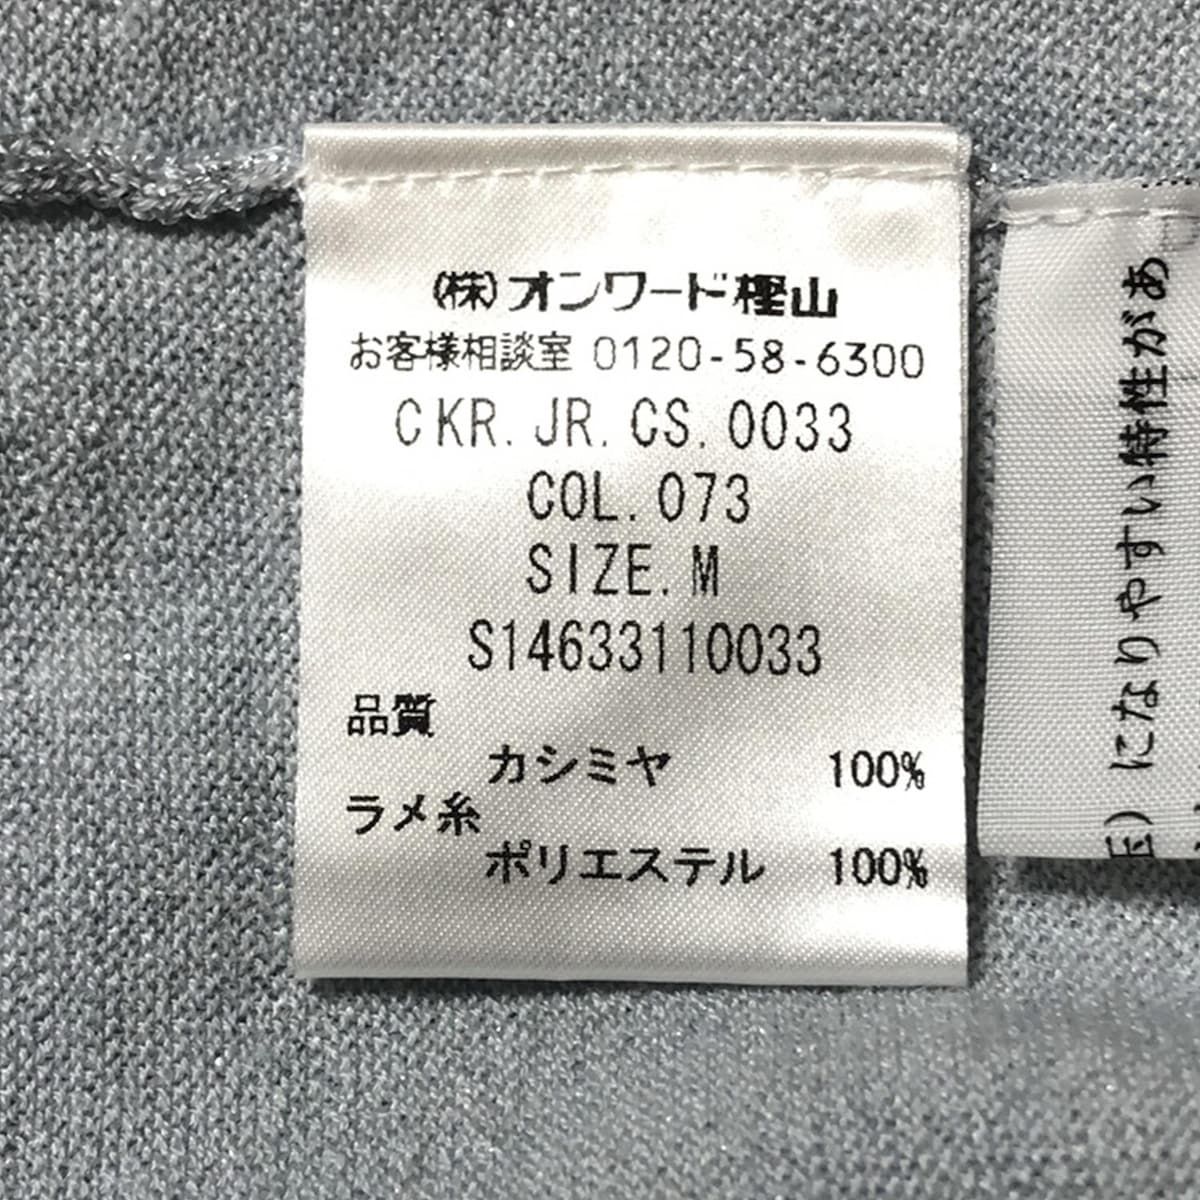 (株)オンワード樫山
お客様相談室 0120-58-6300
CKR.JR.CS.0033
COL.073
SIZE.M
S14633110033
品質
カシミヤ 100%
ラメ糸
ポリエステル 100%
玉）になりやすい特性があ